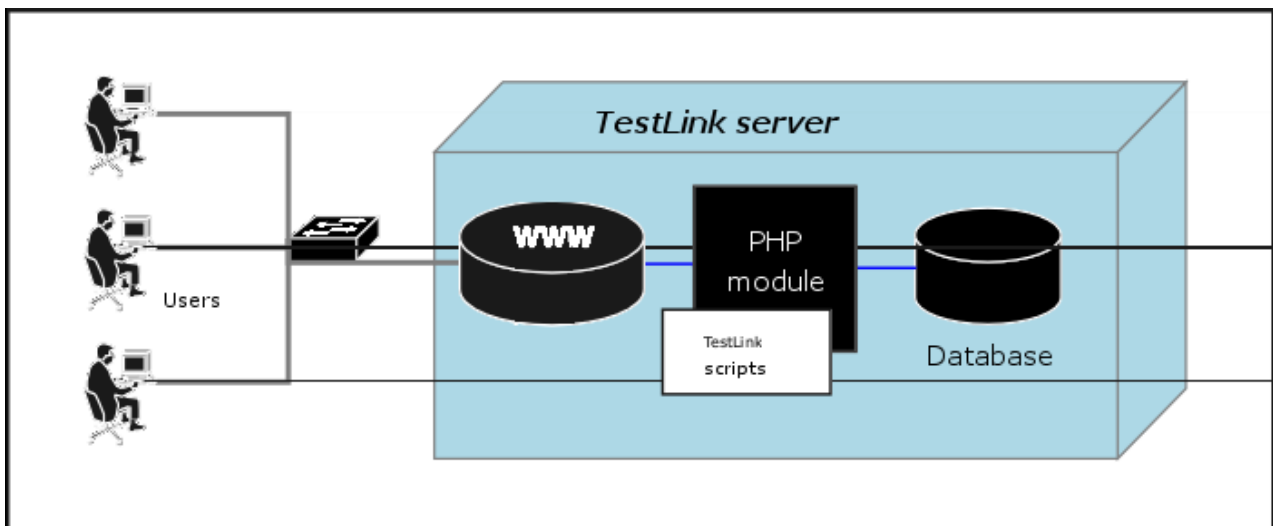 TestLink server
WWW
PHP
module
Users
TestLink
scripts
Database